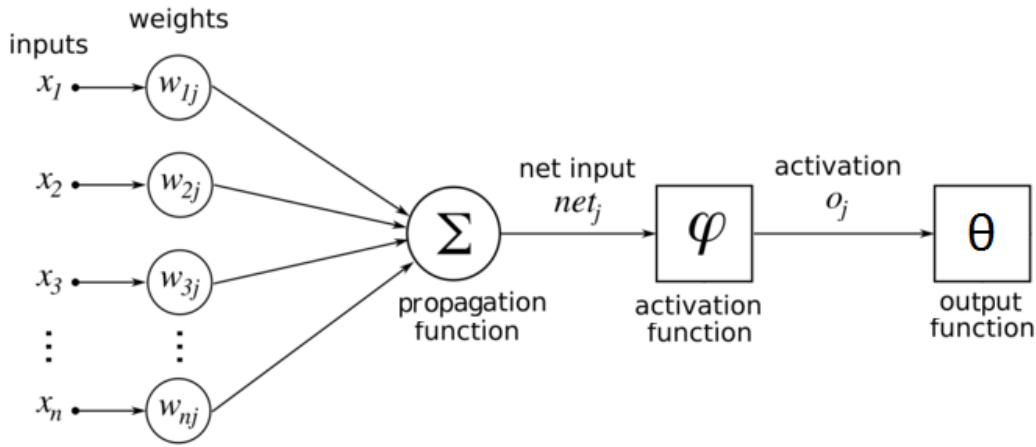 weights
inputs
x1 w1j
x2 w2j
x3 w3j
⋮ ⋮
xn wnj
Σ
propagation
function
net input
netj
φ
activation
function
activation
oj
θ
output
function